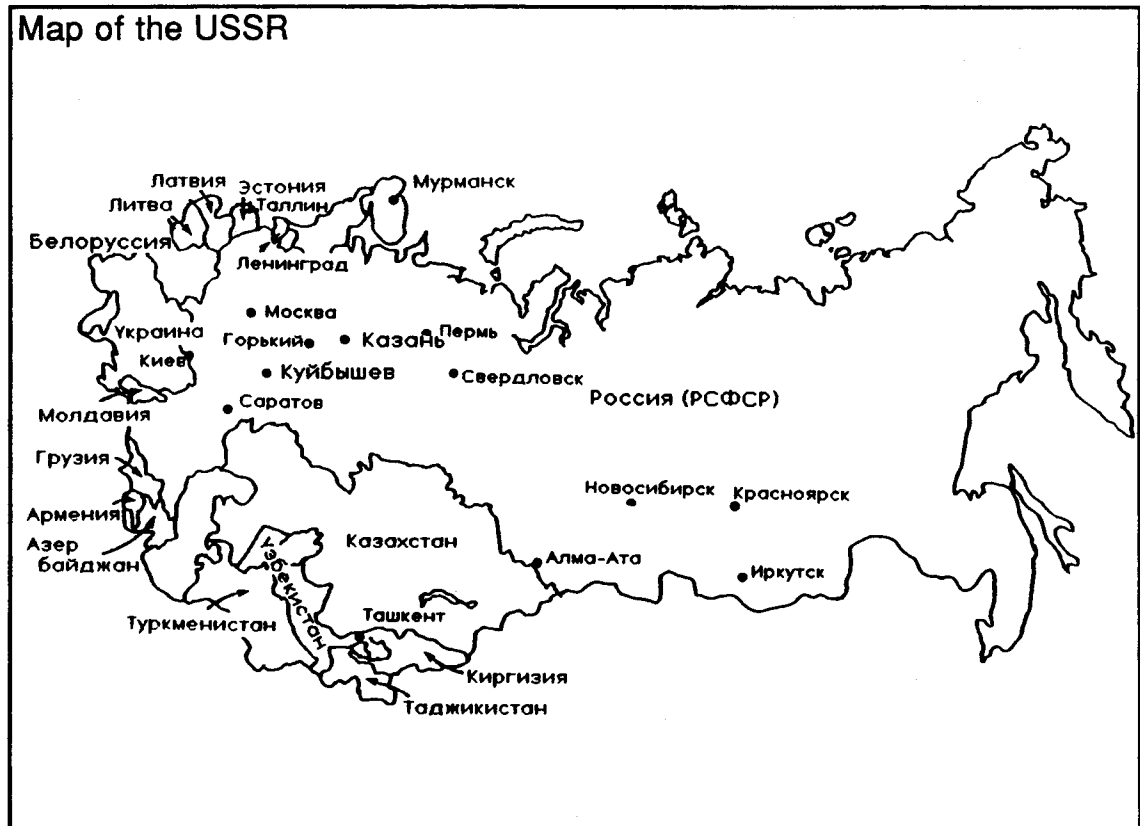 Map of the USSR
Латвия
Эстония
Литва
Таллин
Мурманск
Белоруссия
Ленинград
Москва
Украина
Горький
Казань
Пермь
Киев
Куйбышев
Свердловск
Саратов
Россия (РСФСР)
Молдавия
Грузия
Новосибирск
Красноярск
Армения
Азер
байджан
Казахстан
Узбекистан
Алма-Ата
Иркутск
Туркменистан
Ташкент
Киргизия
Таджикистан